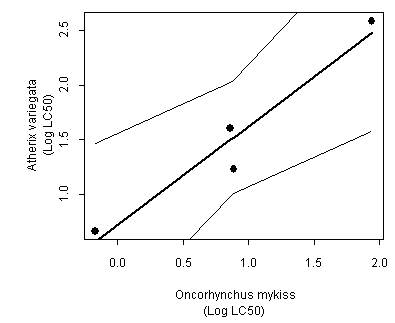 Atherix variegata
(Log LC50)
2.5
2.0
1.5
1.0
0.0 0.5 1.0 1.5 2.0
Oncorhynchus mykiss
(Log LC50)